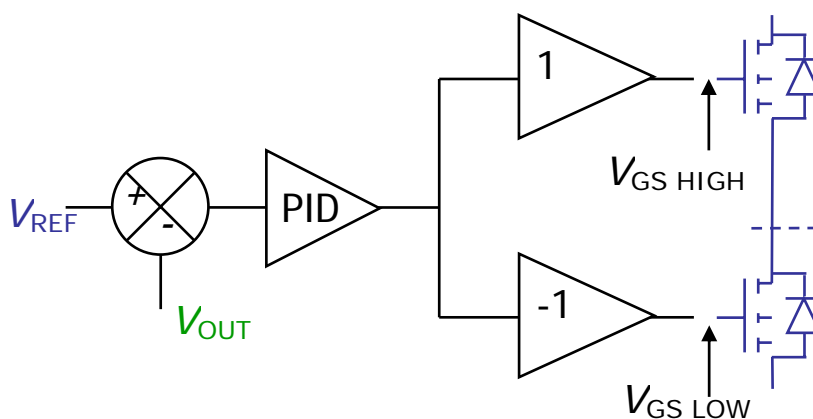 1
V_GS HIGH
V_REF
+
-
PID
V_OUT
-1
V_GS LOW